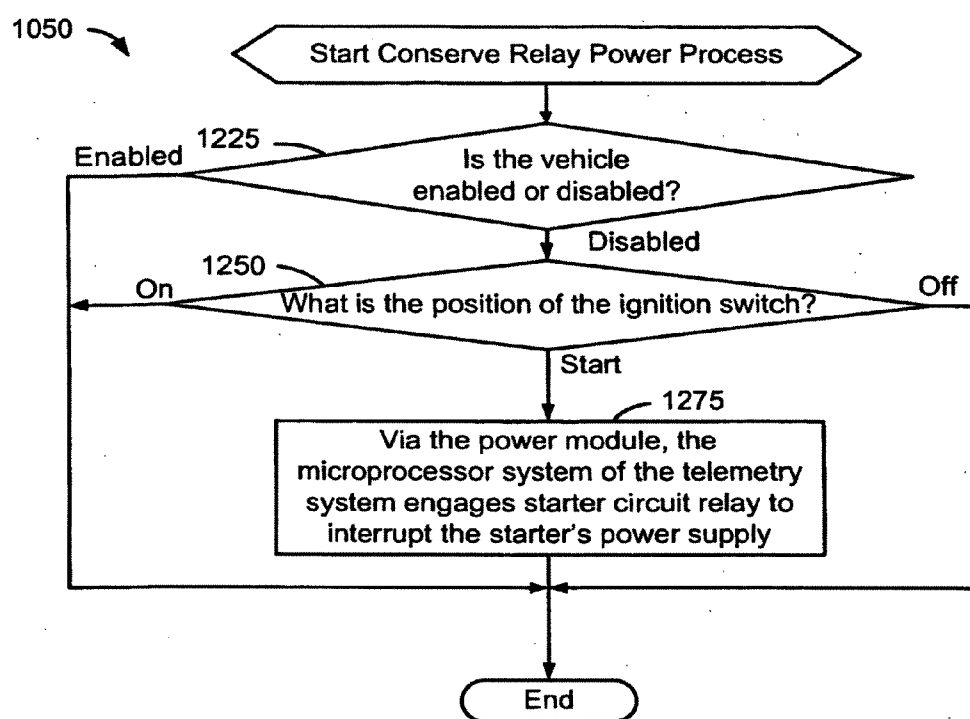 1050
Start Conserve Relay Power Process
1225
Enabled
Is the vehicle
enabled or disabled?
Disabled
1250
On
What is the position of the ignition switch?
Off
Start
1275
Via the power module, the
microprocessor system of the telemetry
system engages starter circuit relay to
interrupt the starter's power supply
End